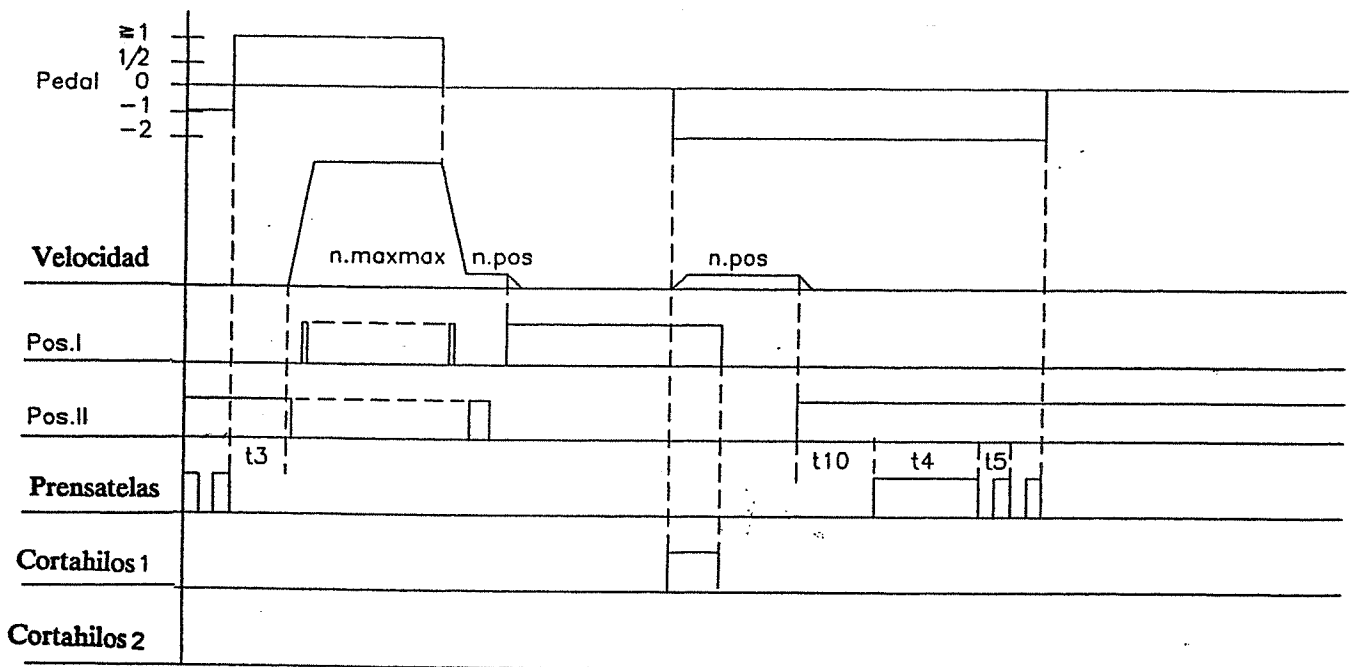 ≧1
1/2
Pedal 0
-1
-2
Velocidad n.maxmax n.pos n.pos
Pos.I
Pos.II
t3 t10 t4 t5
Prensatelas
Cortahilos 1
Cortahilos 2